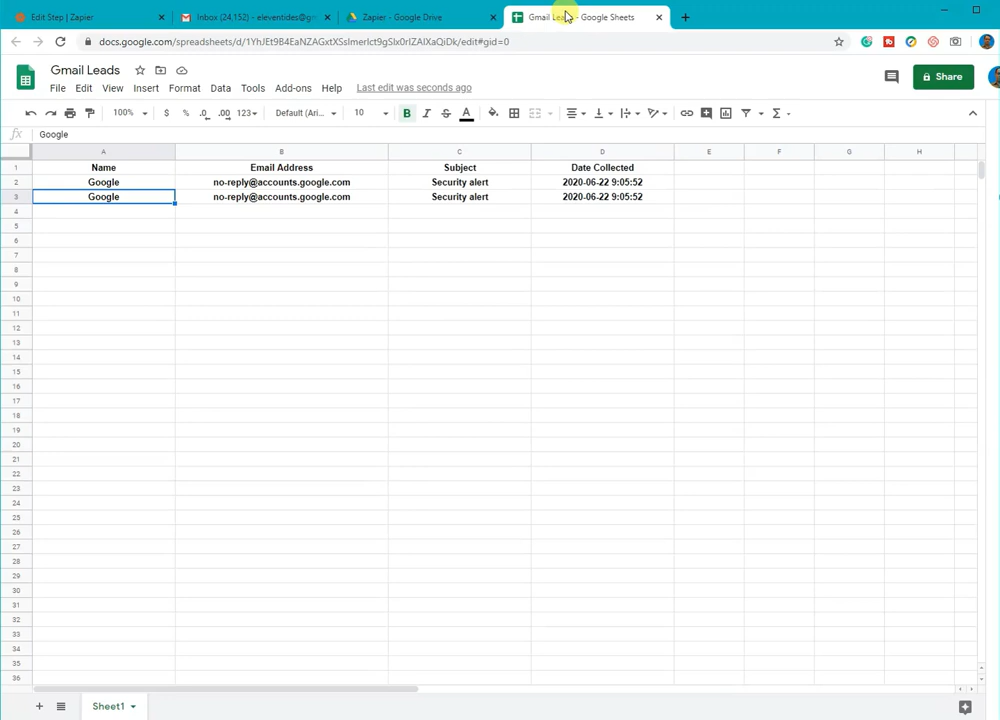 Edit Step | Zapier
Inbox (24,152) - eleventides@gm
Zapier - Google Drive
Gmail Leads - Google Sheets
docs.google.com/spreadsheets/d/
Gmail Leads
File Edit View Insert Format Data Tools Add-ons Help Last edit was seconds ago
Share
100% $ % .0 .00 123 Default (Ari... 10 B I S A
fx Google
A B C D E F G H
1 Name Email Address Subject Date Collected
2 Google no-reply@accounts.google.com Security alert 2020-06-22 9:05:52
3 Google no-reply@accounts.google.com Security alert 2020-06-22 9:05:52
4
5
6
7
8
9
10
11
12
13
14
15
16
17
18
19
20
21
22
23
24
25
26
27
28
29
30
31
32
33
34
35
36
Sheet1